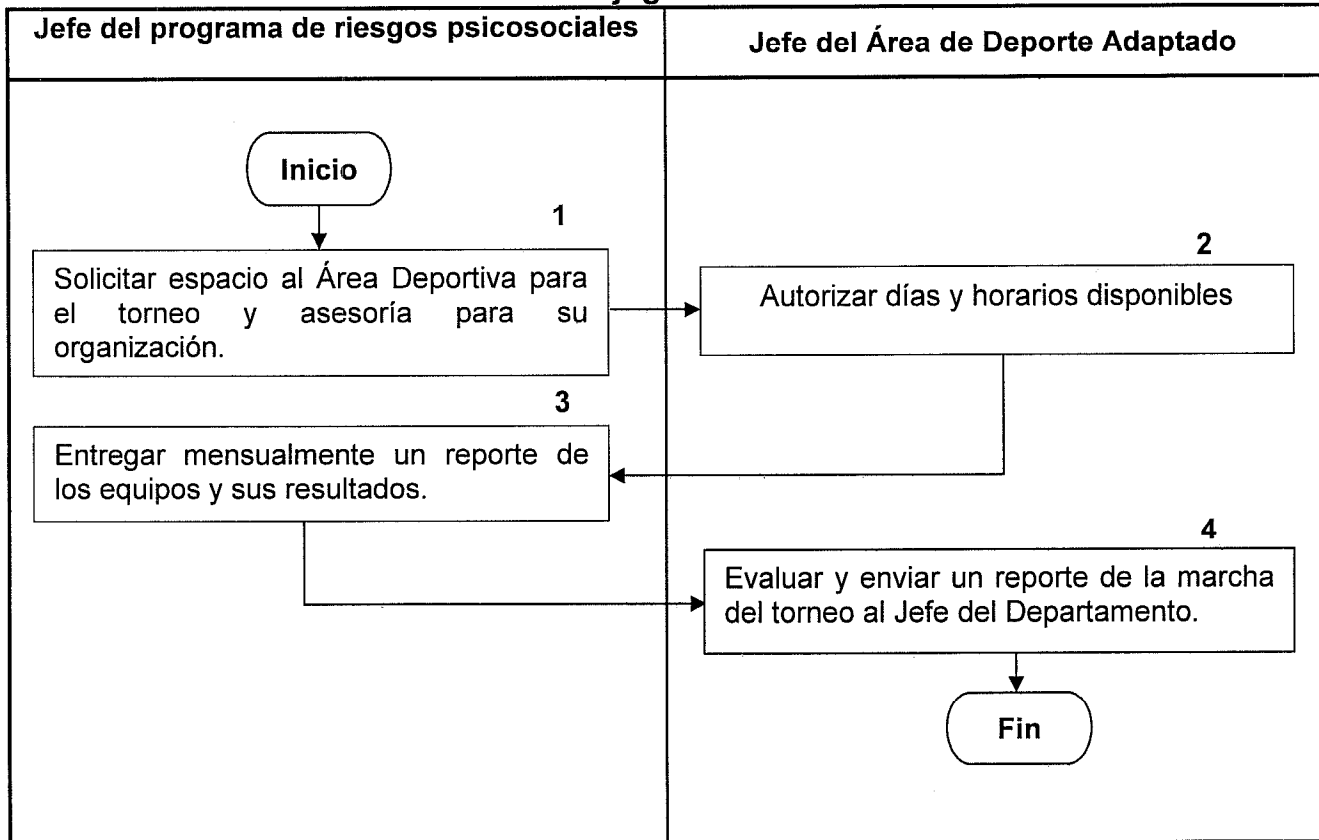 Jefe del programa de riesgos psicosociales
Jefe del Área de Deporte Adaptado
Inicio
1
Solicitar espacio al Área Deportiva para
el torneo y asesoría para su
organización.
2
Autorizar días y horarios disponibles
3
Entregar mensualmente un reporte de
los equipos y sus resultados.
4
Evaluar y enviar un reporte de la marcha
del torneo al Jefe del Departamento.
Fin